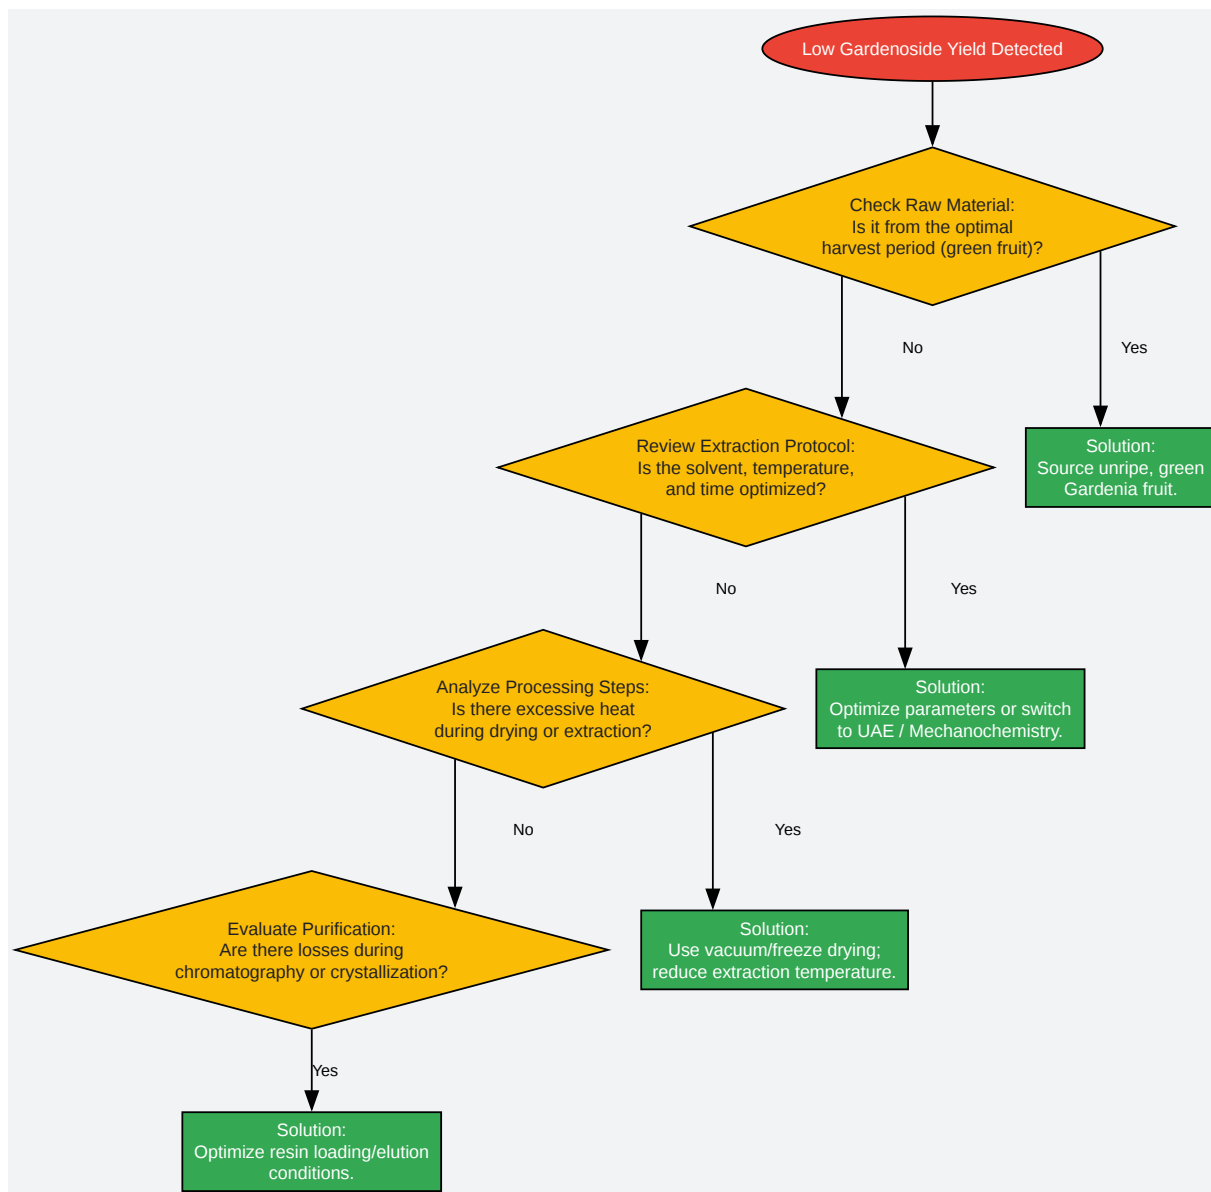 Low Gardenoside Yield Detected
Check Raw Material:
Is it from the optimal
harvest period (green fruit)?
No
Yes
Review Extraction Protocol:
Is the solvent, temperature,
and time optimized?
Solution:
Source unripe, green
Gardenia fruit.
No
Yes
Analyze Processing Steps:
Is there excessive heat
during drying or extraction?
Solution:
Optimize parameters or switch
to UAE / Mechanochemistry.
No
Yes
Evaluate Purification:
Are there losses during
chromatography or crystallization?
Solution:
Use vacuum/freeze drying;
reduce extraction temperature.
Yes
Solution:
Optimize resin loading/elution
conditions.